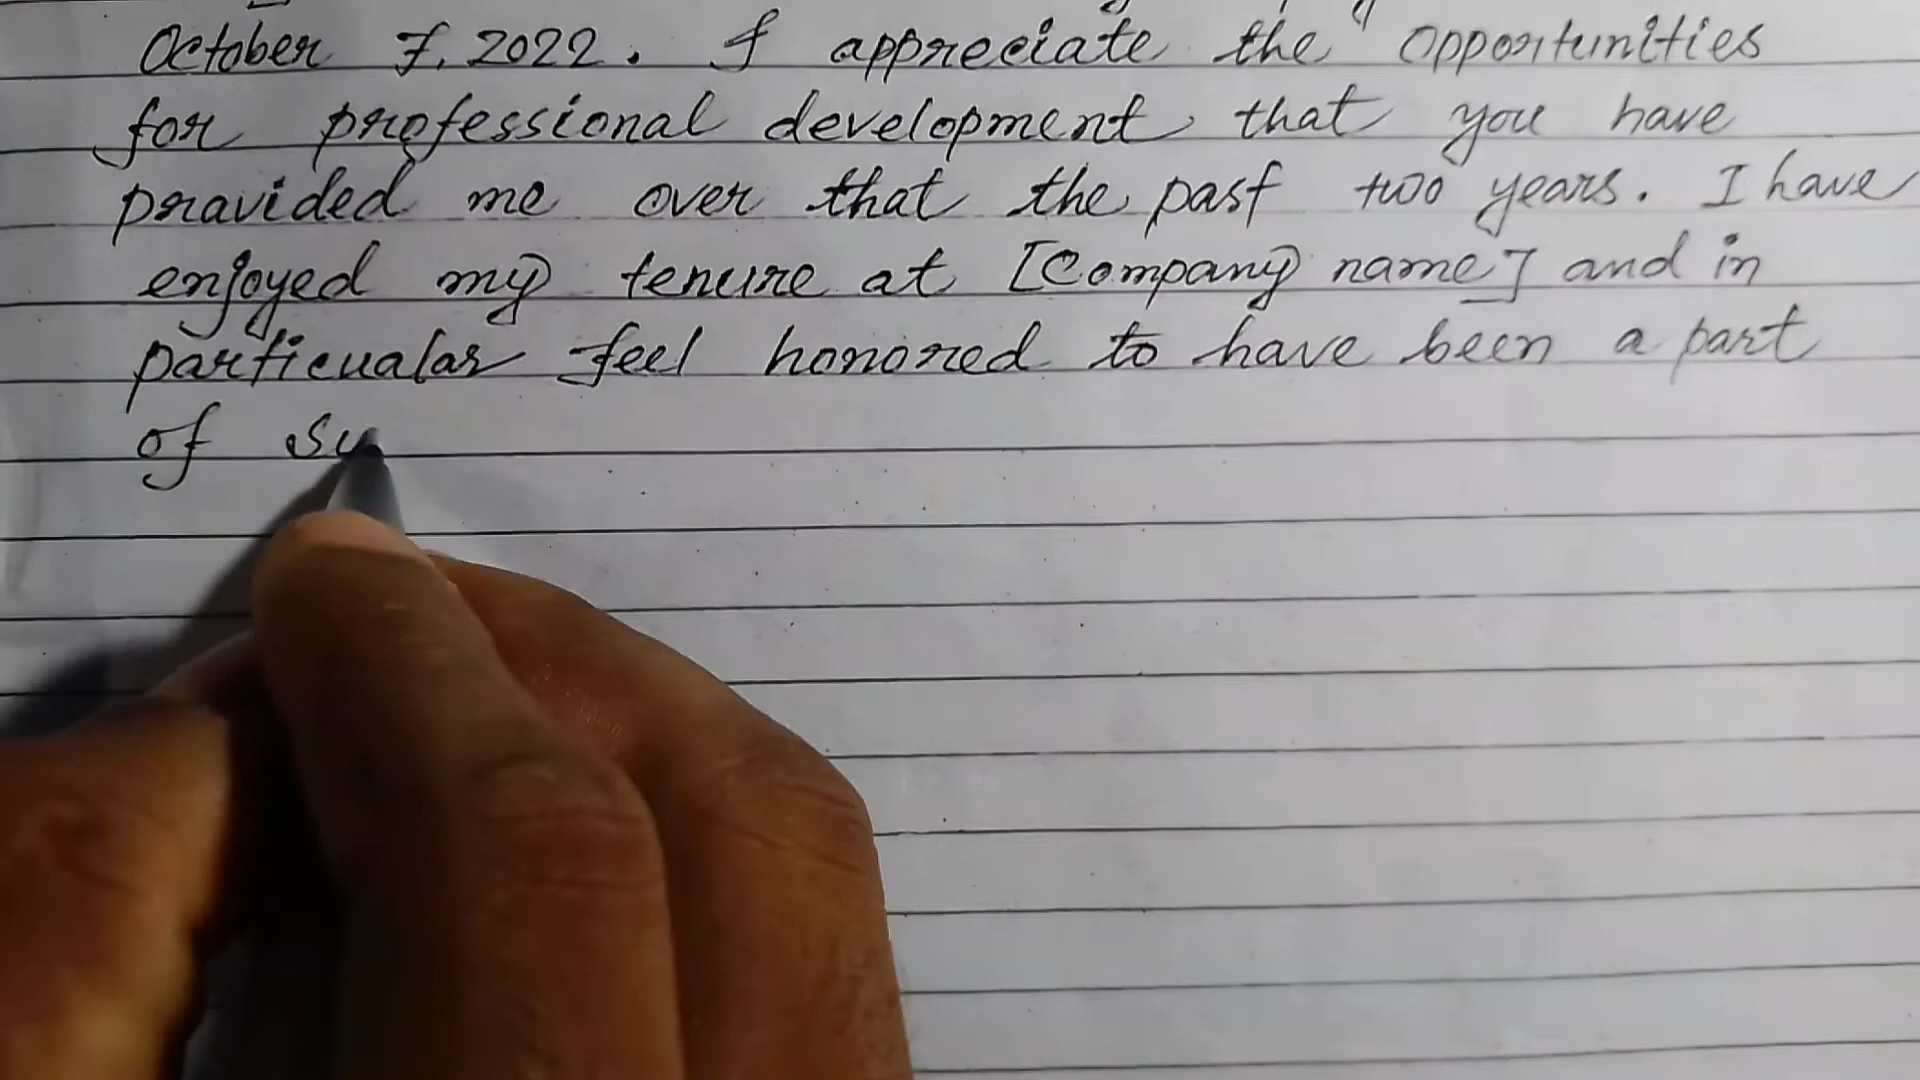 October 7, 2022. I appreciate the opportunities
for professional development that you have
pravided me over that the past two years. I have
enjoyed my tenure at [Company name] and in
particualar feel honored to have been a part
of su